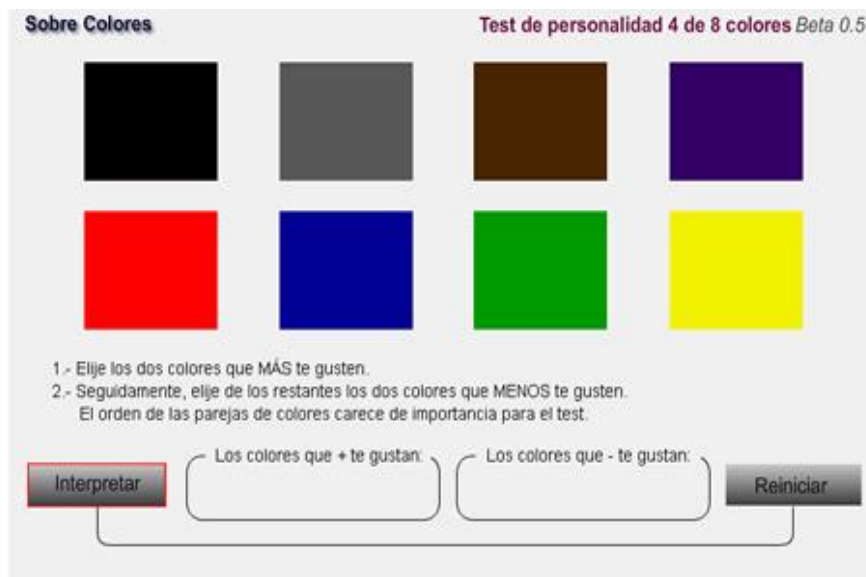 Sobre Colores
Test de personalidad 4 de 8 colores Beta 0.5
1.- Elije los dos colores que MÁS te gusten.
2.- Seguidamente, elije de los restantes los dos colores que MENOS te gusten.
El orden de las parejas de colores carece de importancia para el test.
Los colores que + te gustan:
Los colores que - te gustan:
Interpretar
Reiniciar